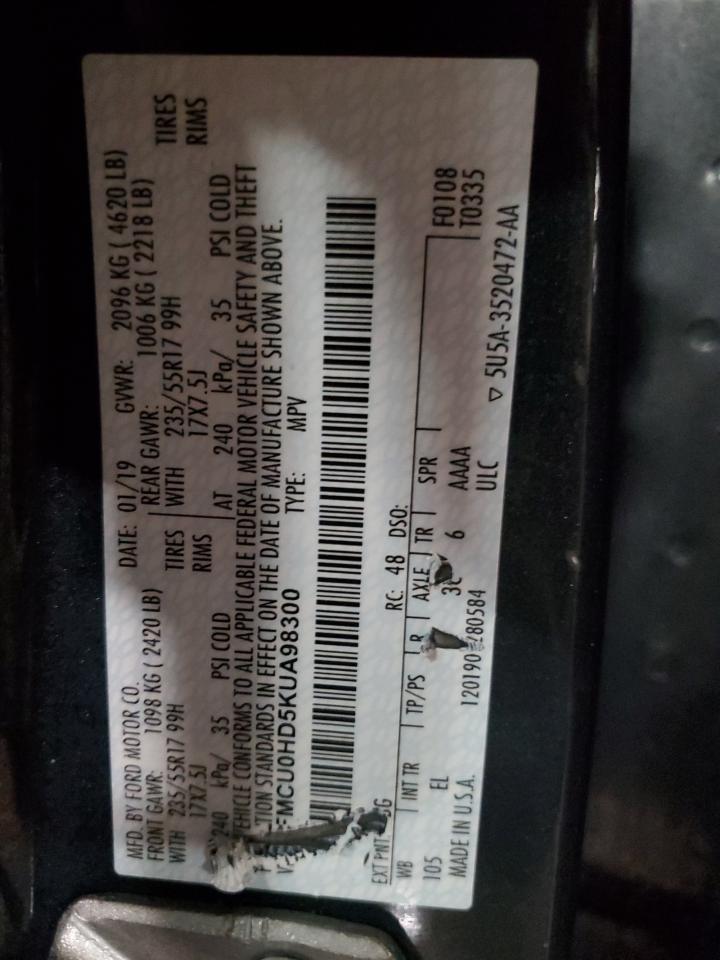 MFD. BY FORD MOTOR CO. DATE: 01/19 GVWR: 2096 KG ( 4620 LB)
FRONT GAWR: 1098 KG ( 2420 LB) REAR GAWR: 1006 KG ( 2218 LB)
WITH 235/55R17 99H TIRES WITH 235/55R17 99H TIRES
17X7.5J RIMS 17X7.5J RIMS
240 kPa/ 35 PSI COLD AT 240 kPa/ 35 PSI COLD
VEHICLE CONFORMS TO ALL APPLICABLE FEDERAL MOTOR VEHICLE SAFETY AND THEFT
STANDARDS IN EFFECT ON THE DATE OF MANUFACTURE SHOWN ABOVE.
FMCU0HD5KUA98300 TYPE: MPV
EXT PNT RC: 48 DSO:
WB INT TR TP/PS R AXLE TR SPR F0108
105 EL 6 AAAA T0335
MADE IN U.S.A. 120190 280584 ULC
▽ 5U5A-3520472-AA